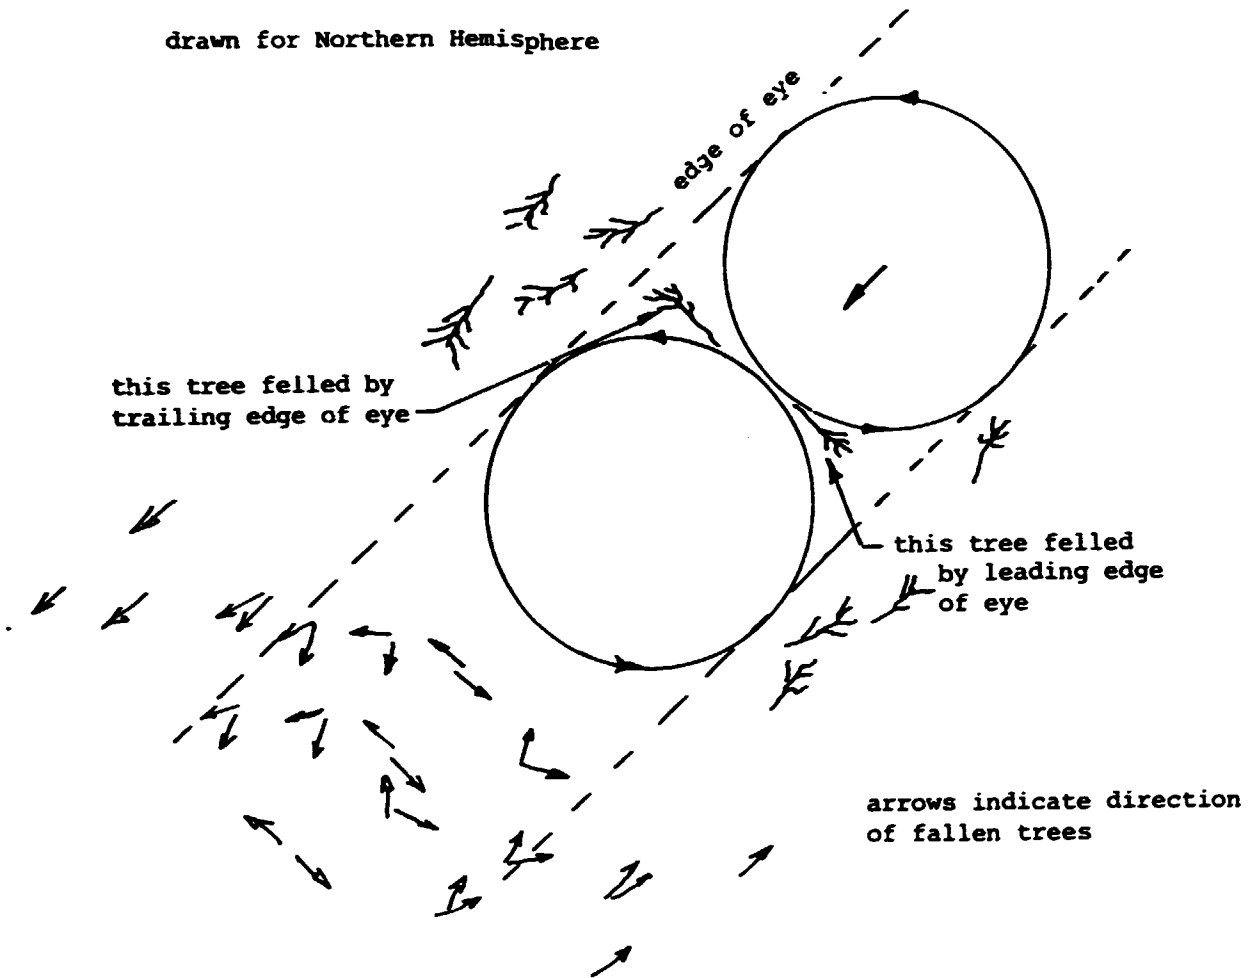 drawn for Northern Hemisphere
edge of eye
this tree felled by
trailing edge of eye
this tree felled
by leading edge
of eye
arrows indicate direction
of fallen trees